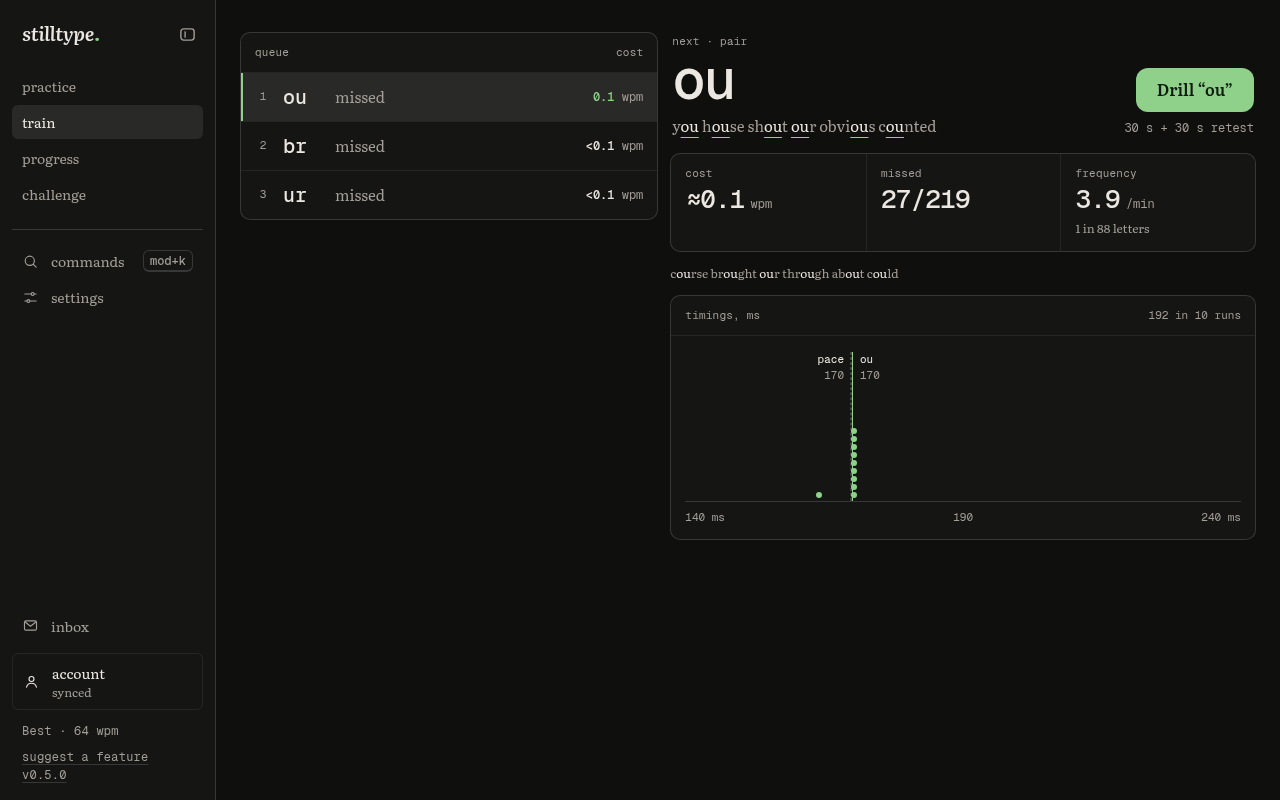 stilltype.
practice
train
progress
challenge
commands mod+k
settings
inbox
account
synced
Best · 64 wpm
suggest a feature
v0.5.0
queue cost
1 ou missed 0.1 wpm
2 br missed <0.1 wpm
3 ur missed <0.1 wpm
next · pair
ou
Drill “ou”
you house shout our obvious counted
30 s + 30 s retest
cost missed frequency
≈0.1 wpm 27/219 3.9 /min
1 in 88 letters
course brought our through about could
timings, ms 192 in 10 runs
pace ou
170 170
140 ms 190 240 ms